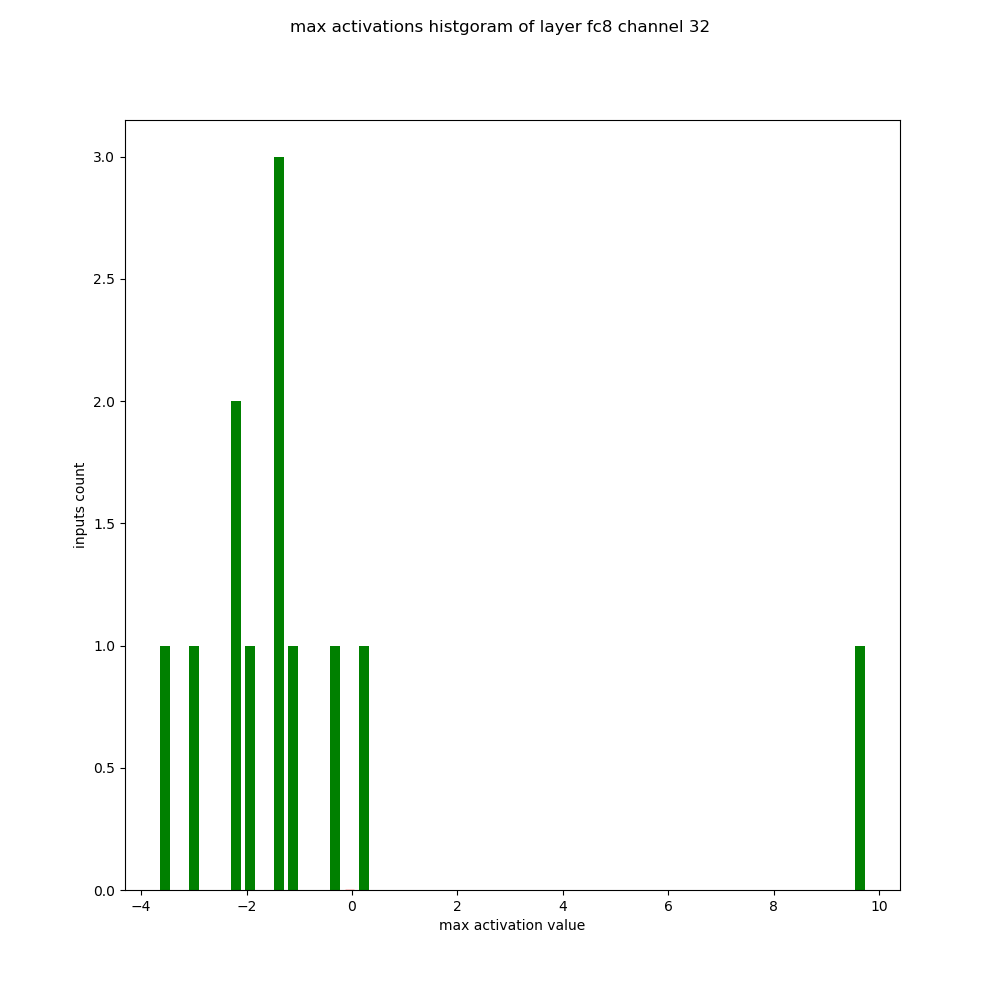 max activations histgoram of layer fc8 channel 32
3.0
2.5
2.0
1.5
1.0
0.5
0.0
inputs count
−4 −2 0 2 4 6 8 10
max activation value